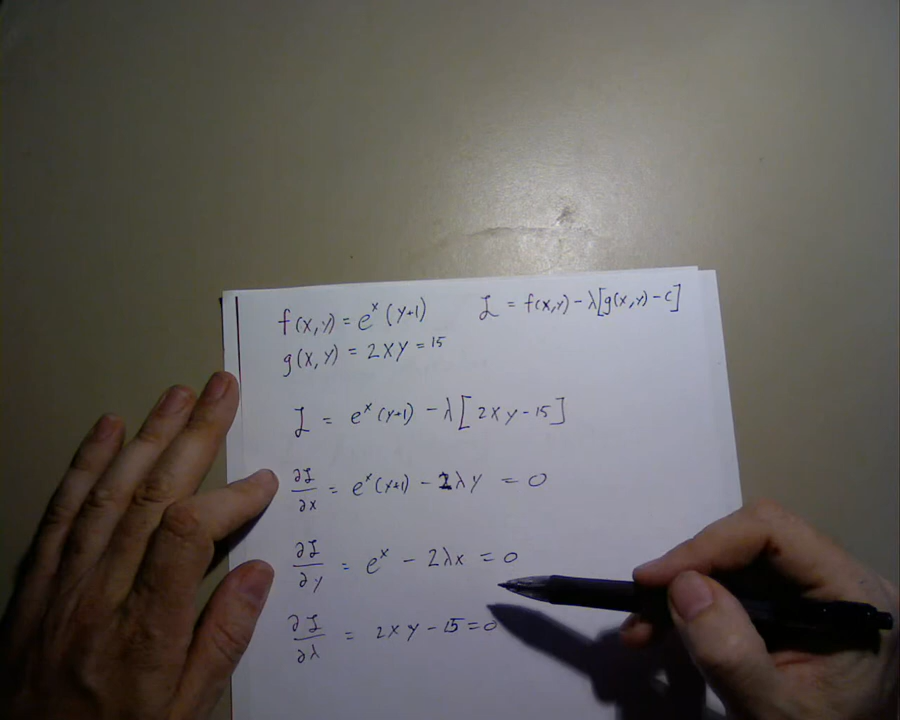 f(x,y) = e^x (y+1) ℒ = f(x,y) - λ[g(x,y) - c]
g(x,y) = 2xy = 15
ℒ = e^x (y+1) - λ[2xy - 15]
∂ℒ/∂x = e^x (y+1) - 2λy = 0
∂ℒ/∂y = e^x - 2λx = 0
∂ℒ/∂λ = 2xy - 15 = 0